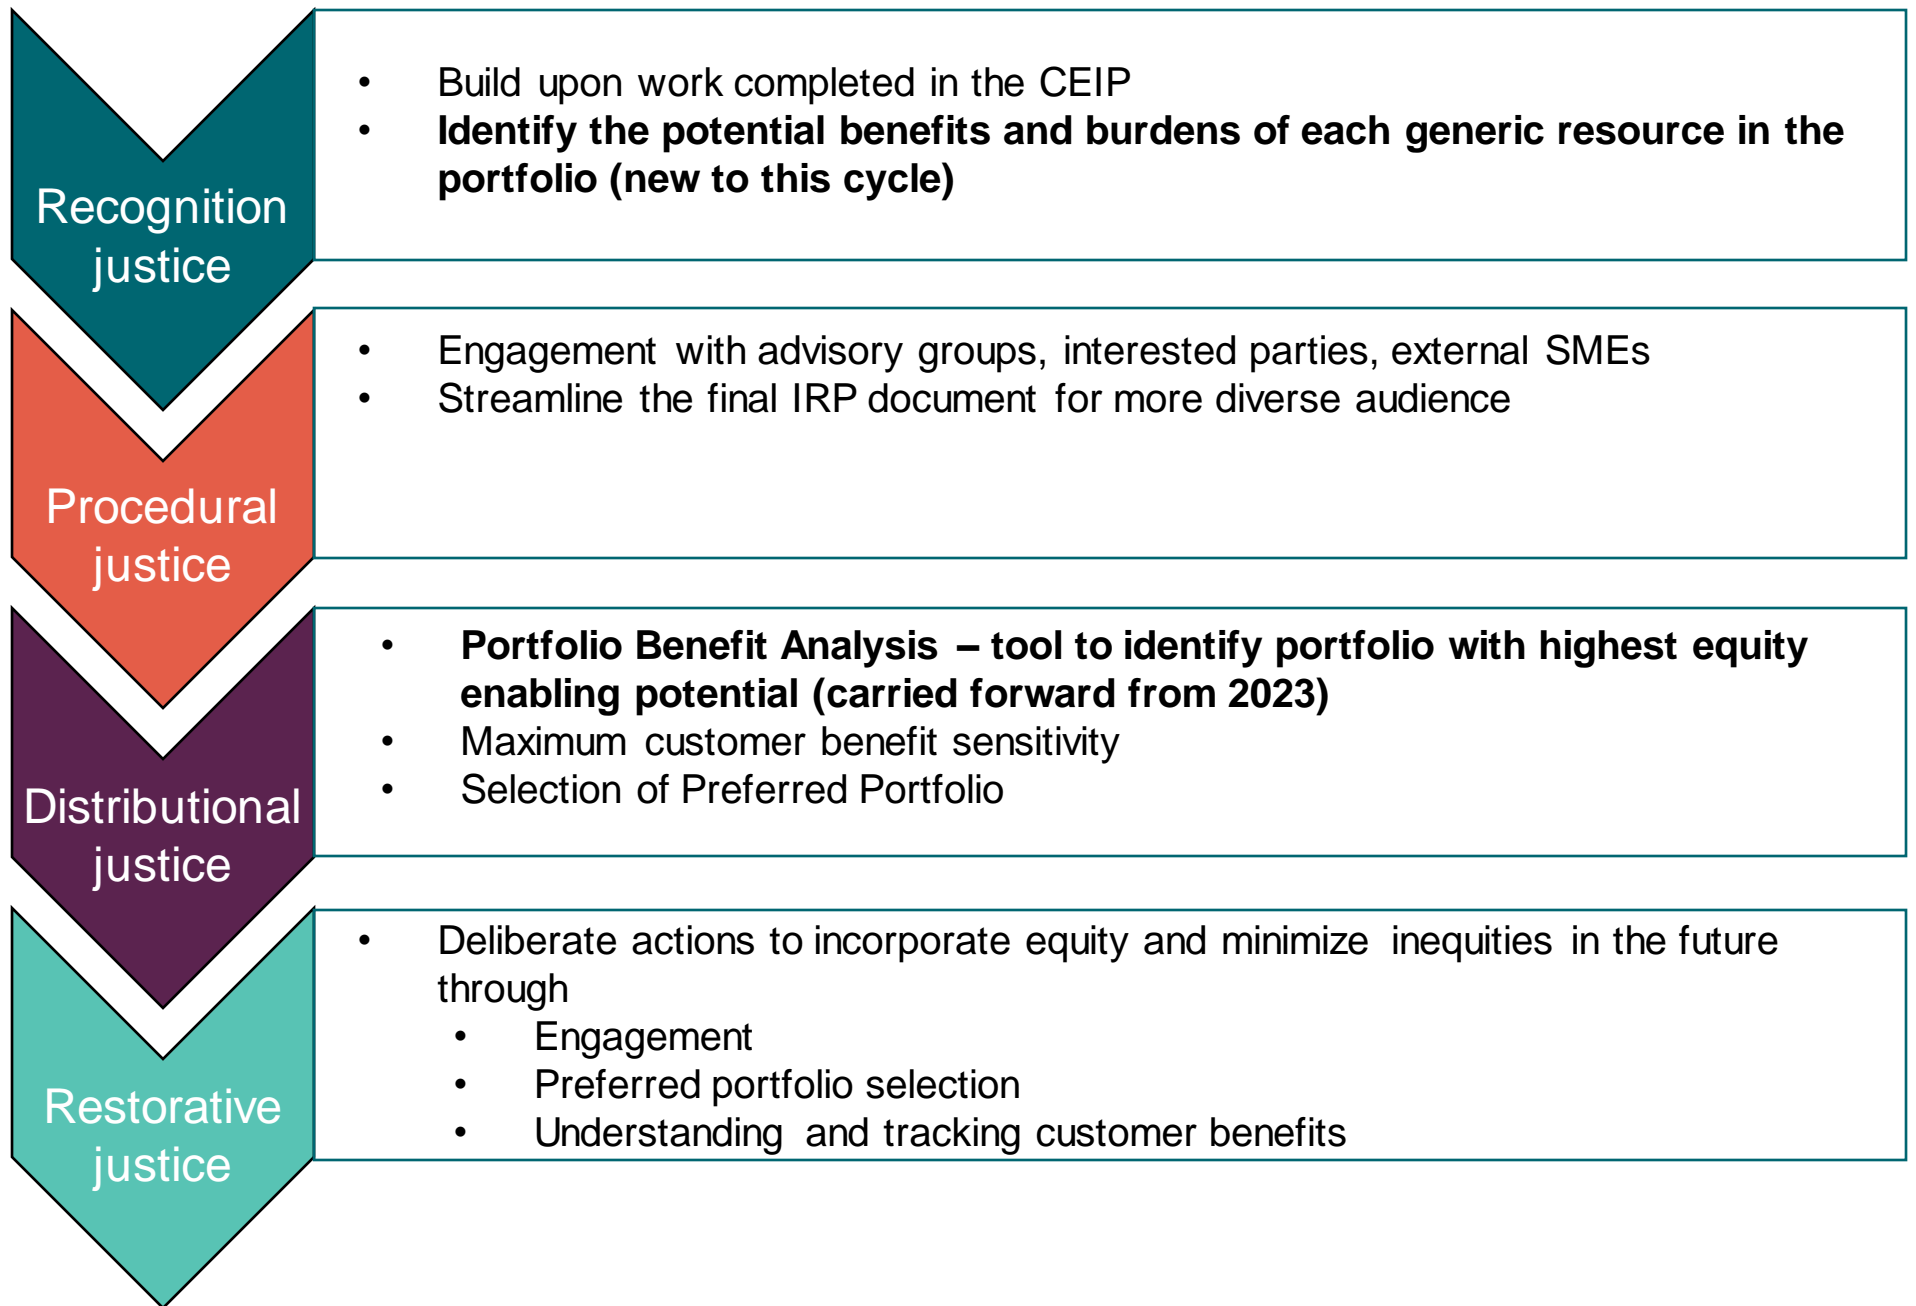 Recognition
justice
• Build upon work completed in the CEIP
• Identify the potential benefits and burdens of each generic resource in the
portfolio (new to this cycle)
Procedural
justice
• Engagement with advisory groups, interested parties, external SMEs
• Streamline the final IRP document for more diverse audience
Distributional
justice
• Portfolio Benefit Analysis – tool to identify portfolio with highest equity
enabling potential (carried forward from 2023)
• Maximum customer benefit sensitivity
• Selection of Preferred Portfolio
Restorative
justice
• Deliberate actions to incorporate equity and minimize inequities in the future
through
• Engagement
• Preferred portfolio selection
• Understanding and tracking customer benefits